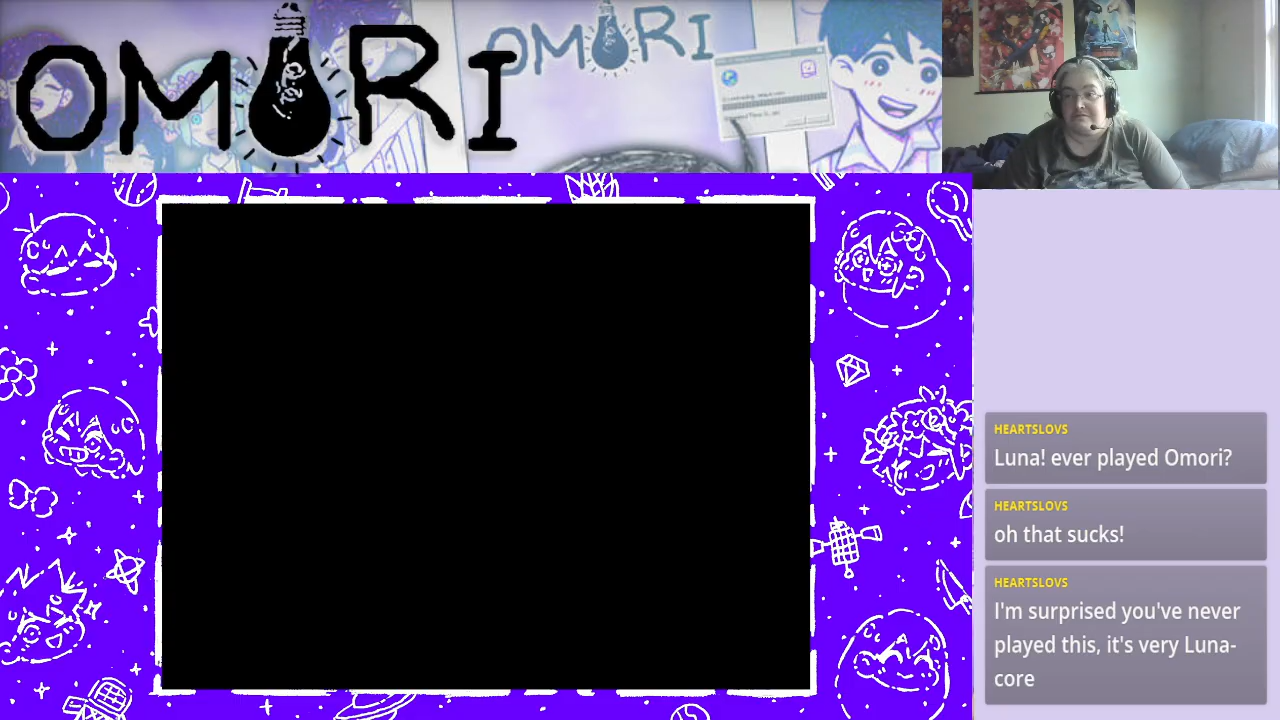 OMORI
OMORI
HEARTSLOVS
Luna! ever played Omori?
HEARTSLOVS
oh that sucks!
HEARTSLOVS
I'm surprised you've never
played this, it's very Luna-
core